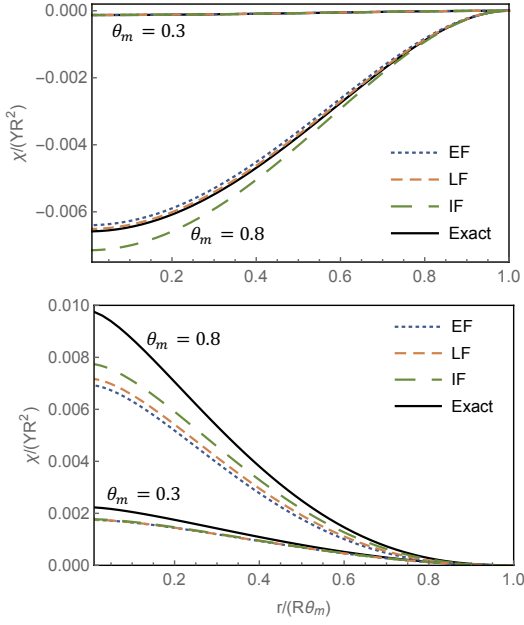 0.000
θm = 0.3
-0.002
χ/(YR²)
-0.004
EF
LF
-0.006
IF
θm = 0.8
Exact
0.2 0.4 0.6 0.8 1.0
0.010
θm = 0.8
EF
0.008
LF
IF
0.006
Exact
χ/(YR²)
0.004
θm = 0.3
0.002
0.000
0.2 0.4 0.6 0.8 1.0
r/(Rθm)